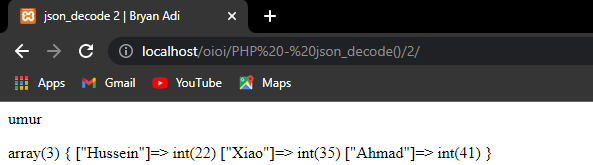 json_decode 2 | Bryan Adi
localhost/oioi/PHP%20-%20json_decode()/2/
Apps Gmail YouTube Maps
umur
array(3) { ["Hussein"]=> int(22) ["Xiao"]=> int(35) ["Ahmad"]=> int(41) }